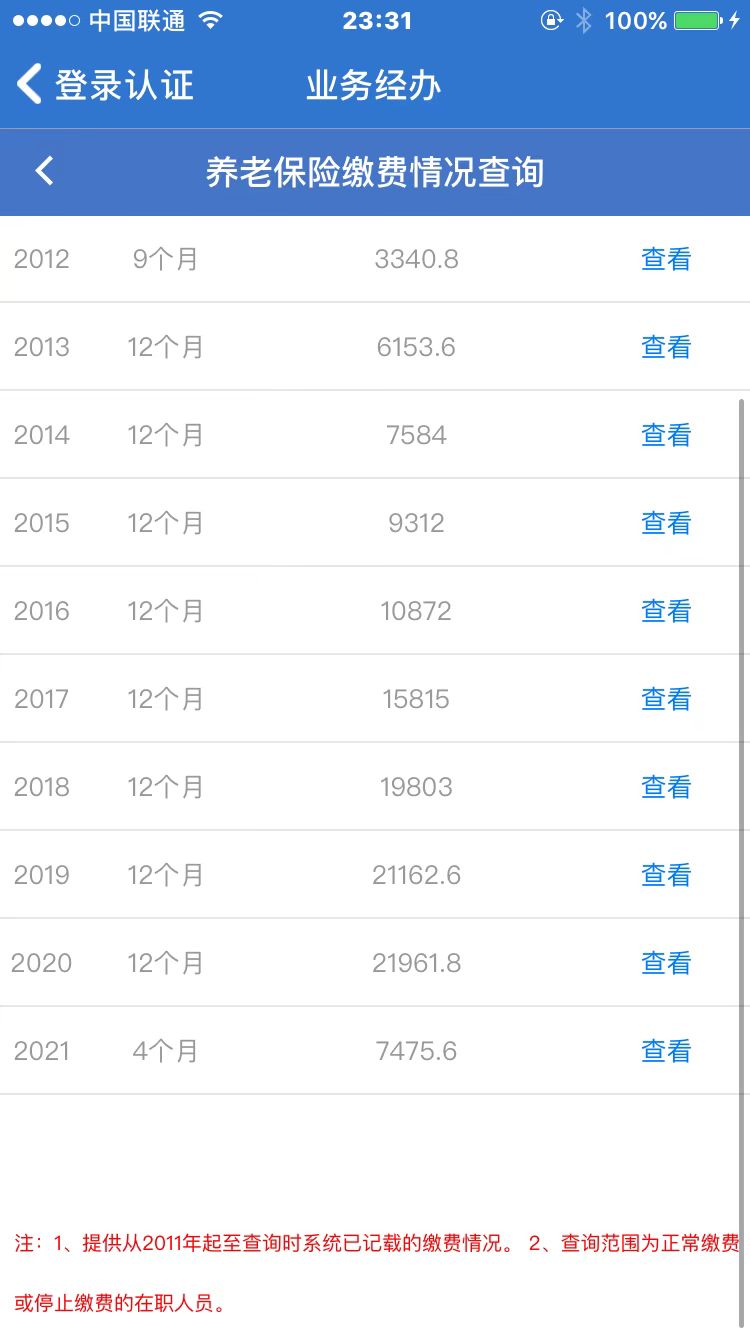 中国联通 23:31 100%
登录认证 业务经办
养老保险缴费情况查询
2012 9个月 3340.8 查看
2013 12个月 6153.6 查看
2014 12个月 7584 查看
2015 12个月 9312 查看
2016 12个月 10872 查看
2017 12个月 15815 查看
2018 12个月 19803 查看
2019 12个月 21162.6 查看
2020 12个月 21961.8 查看
2021 4个月 7475.6 查看
注：1、提供从2011年起至查询时系统已记载的缴费情况。 2、查询范围为正常缴费
或停止缴费的在职人员。